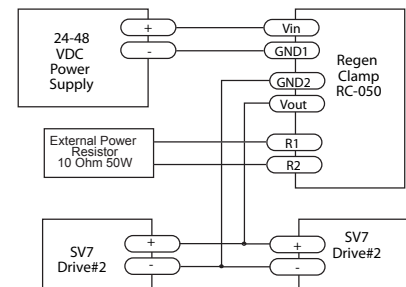 24-48
VDC
Power
Supply
+
-
Vin
GND1
GND2
Vout
R1
R2
Regen
Clamp
RC-050
External Power
Resistor
10 Ohm 50W
SV7
Drive#2
+
-
+
-
SV7
Drive#2